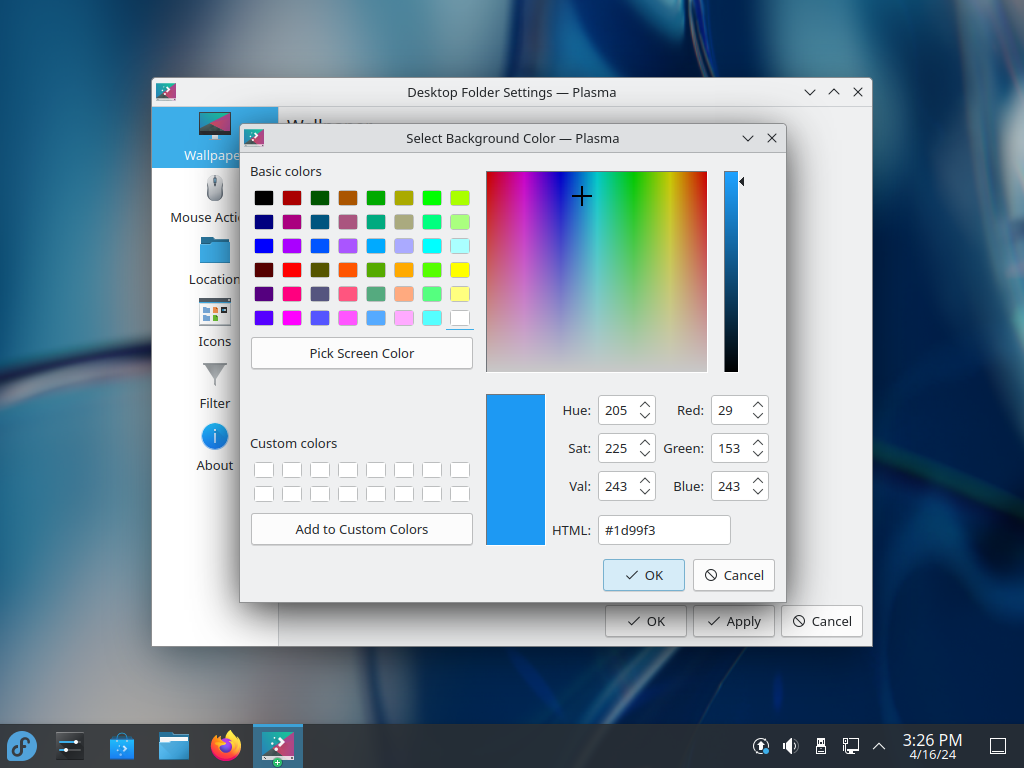 Desktop Folder Settings — Plasma
Select Background Color — Plasma
Wallpape
Mouse Acti
Location
Icons
Filter
About
Basic colors
Pick Screen Color
Custom colors
Add to Custom Colors
Hue: 205 Red: 29
Sat: 225 Green: 153
Val: 243 Blue: 243
HTML: #1d99f3
OK Cancel
OK Apply Cancel
3:26 PM
4/16/24